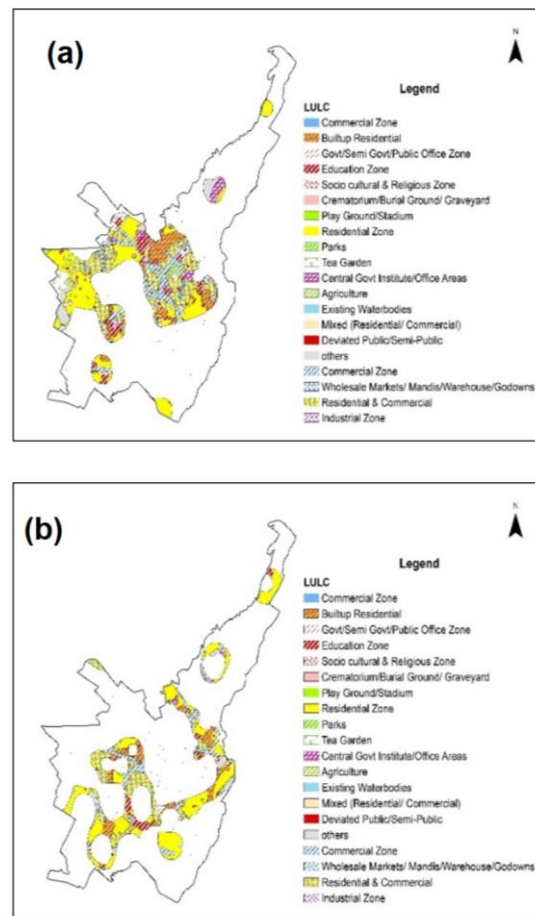 (a)
N
Legend
LULC
Commercial Zone
Builtup Residential
Govt/Semi Govt/Public Office Zone
Education Zone
Socio cultural & Religious Zone
Crematorium/Burial Ground/ Graveyard
Play Ground/Stadium
Residential Zone
Parks
Tea Garden
Central Govt Institute/Office Areas
Agriculture
Existing Waterbodies
Mixed (Residential/ Commercial)
Deviated Public/Semi-Public
others
Commercial Zone
Wholesale Markets/ Mandis/Warehouse/Godowns
Residential & Commercial
Industrial Zone
(b)
N
Legend
LULC
Commercial Zone
Builtup Residential
Govt/Semi Govt/Public Office Zone
Education Zone
Socio cultural & Religious Zone
Crematorium/Burial Ground/ Graveyard
Play Ground/Stadium
Residential Zone
Parks
Tea Garden
Central Govt Institute/Office Areas
Agriculture
Existing Waterbodies
Mixed (Residential/ Commercial)
Deviated Public/Semi-Public
others
Commercial Zone
Wholesale Markets/ Mandis/Warehouse/Godowns
Residential & Commercial
Industrial Zone